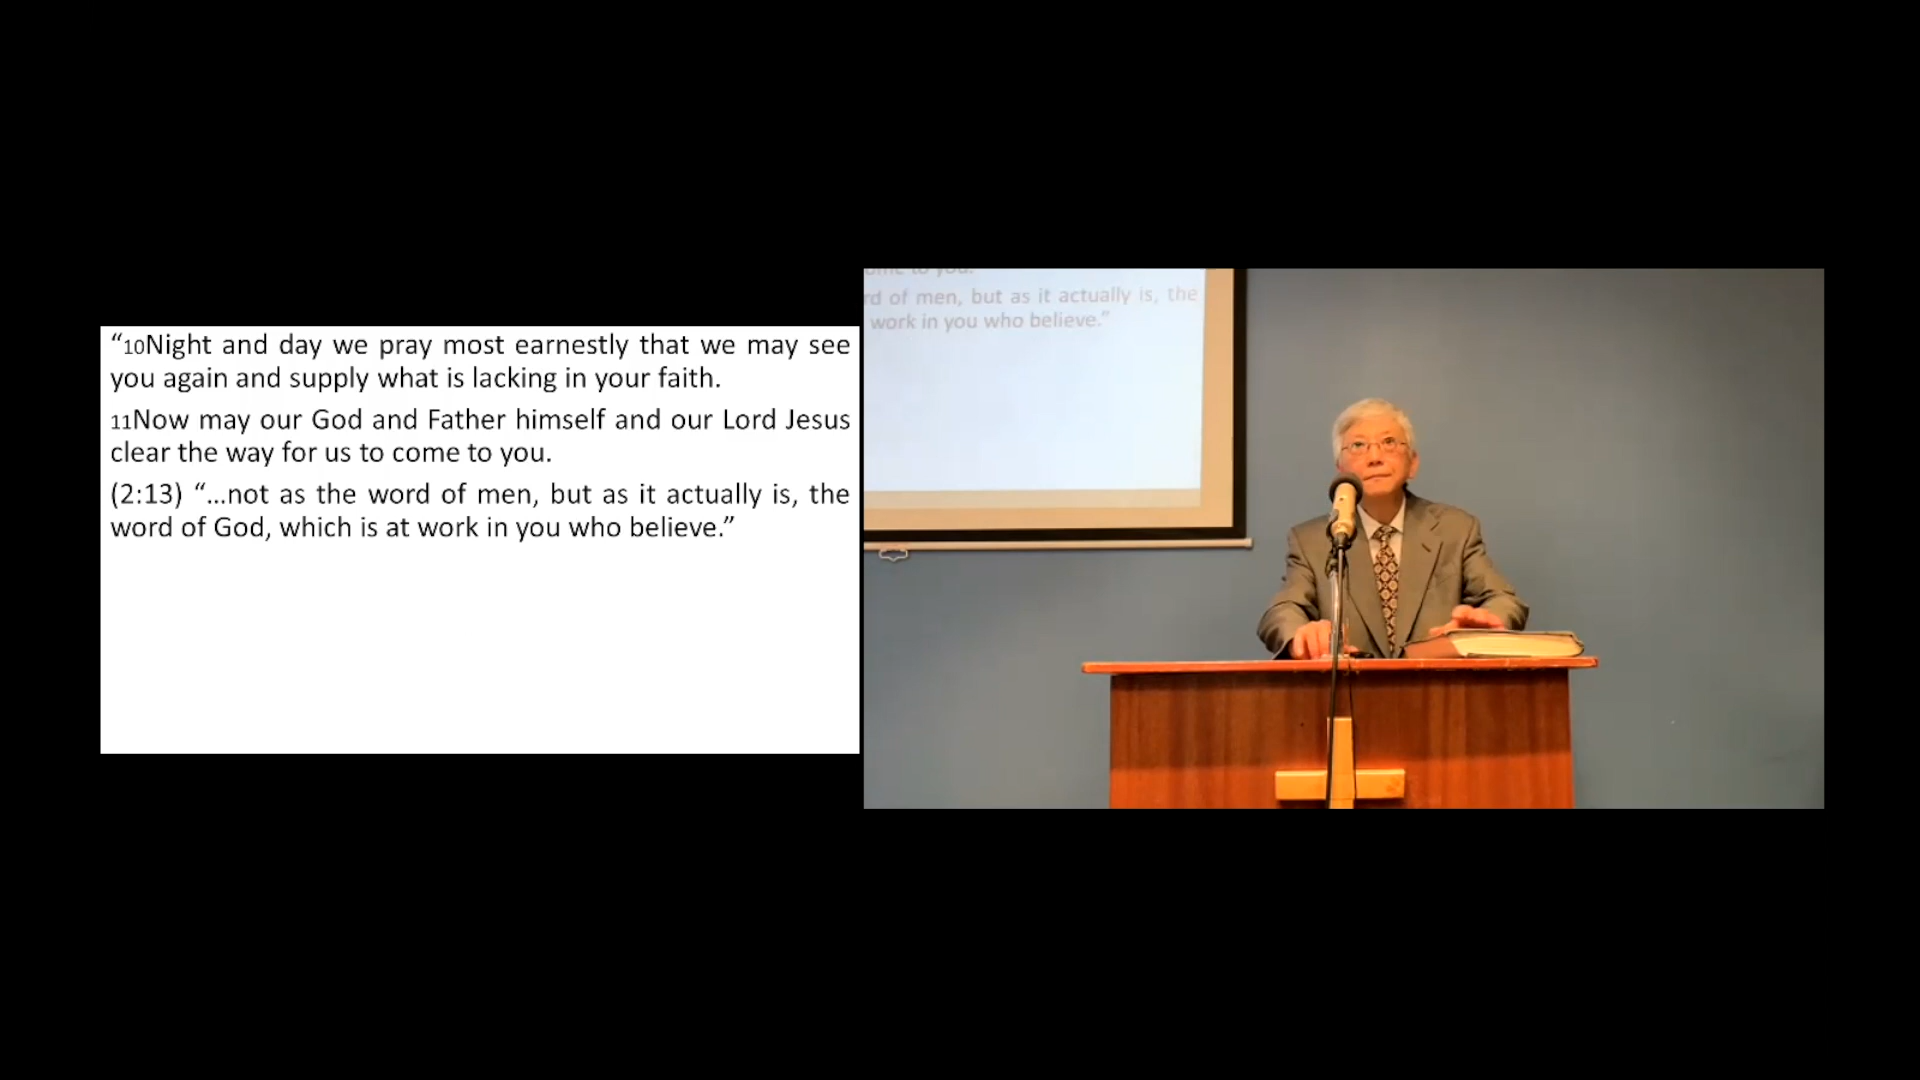 “10Night and day we pray most earnestly that we may see
you again and supply what is lacking in your faith.
11Now may our God and Father himself and our Lord Jesus
clear the way for us to come to you.
(2:13) “...not as the word of men, but as it actually is, the
word of God, which is at work in you who believe.”
ome to you.
rd of men, but as it actually is, the
work in you who believe.”